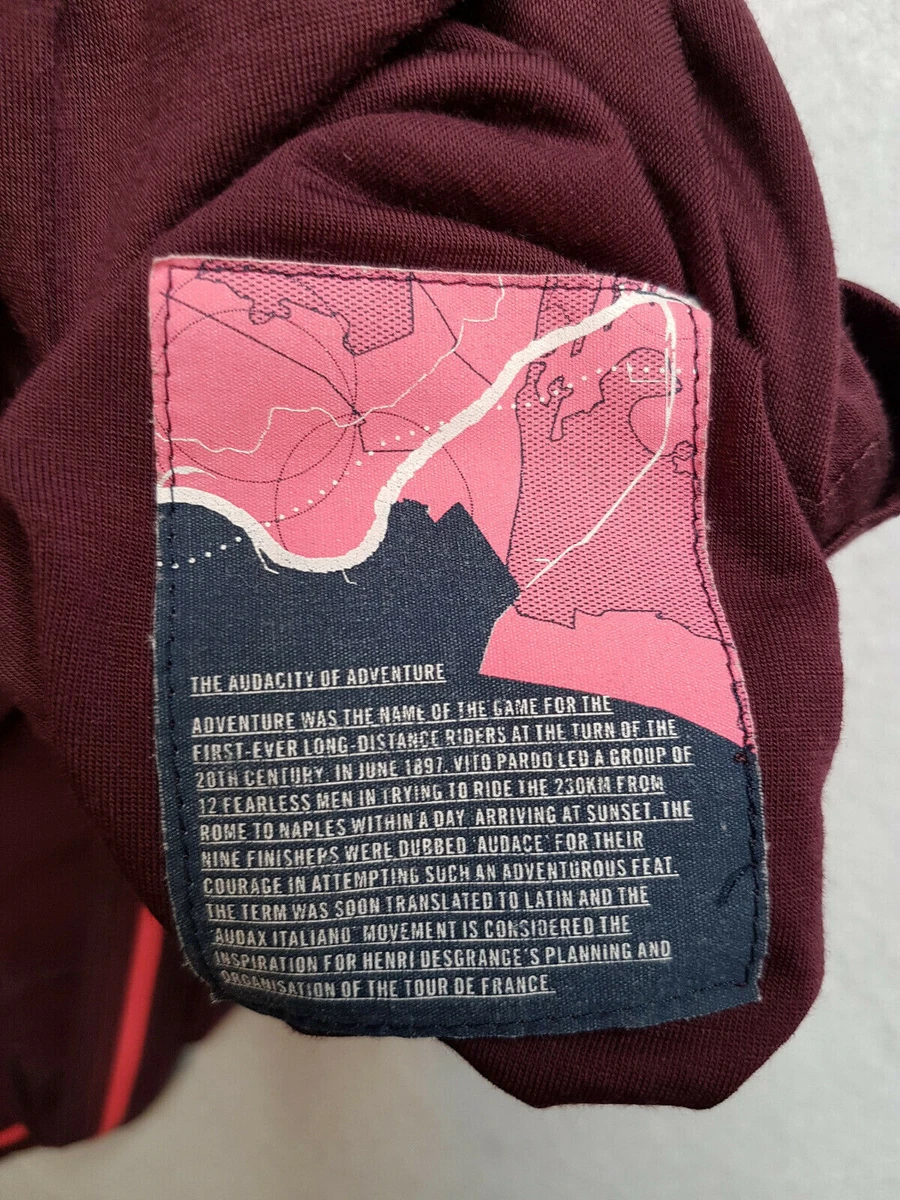 THE AUDACITY OF ADVENTURE
ADVENTURE WAS THE NAME OF THE GAME FOR THE
FIRST-EVER LONG-DISTANCE RIDERS AT THE TURN OF THE
20TH CENTURY. IN JUNE 1897, VITO PARDO LED A GROUP OF
12 FEARLESS MEN IN TRYING TO RIDE THE 230KM FROM
ROME TO NAPLES WITHIN A DAY. ARRIVING AT SUNSET, THE
NINE FINISHERS WERE DUBBED 'AUDACE' FOR THEIR
COURAGE IN ATTEMPTING SUCH AN ADVENTUROUS FEAT.
THE TERM WAS SOON TRANSLATED TO LATIN AND THE
'AUDAX ITALIANO' MOVEMENT IS CONSIDERED THE
INSPIRATION FOR HENRI DESGRANGE'S PLANNING AND
ORGANISATION OF THE TOUR DE FRANCE.